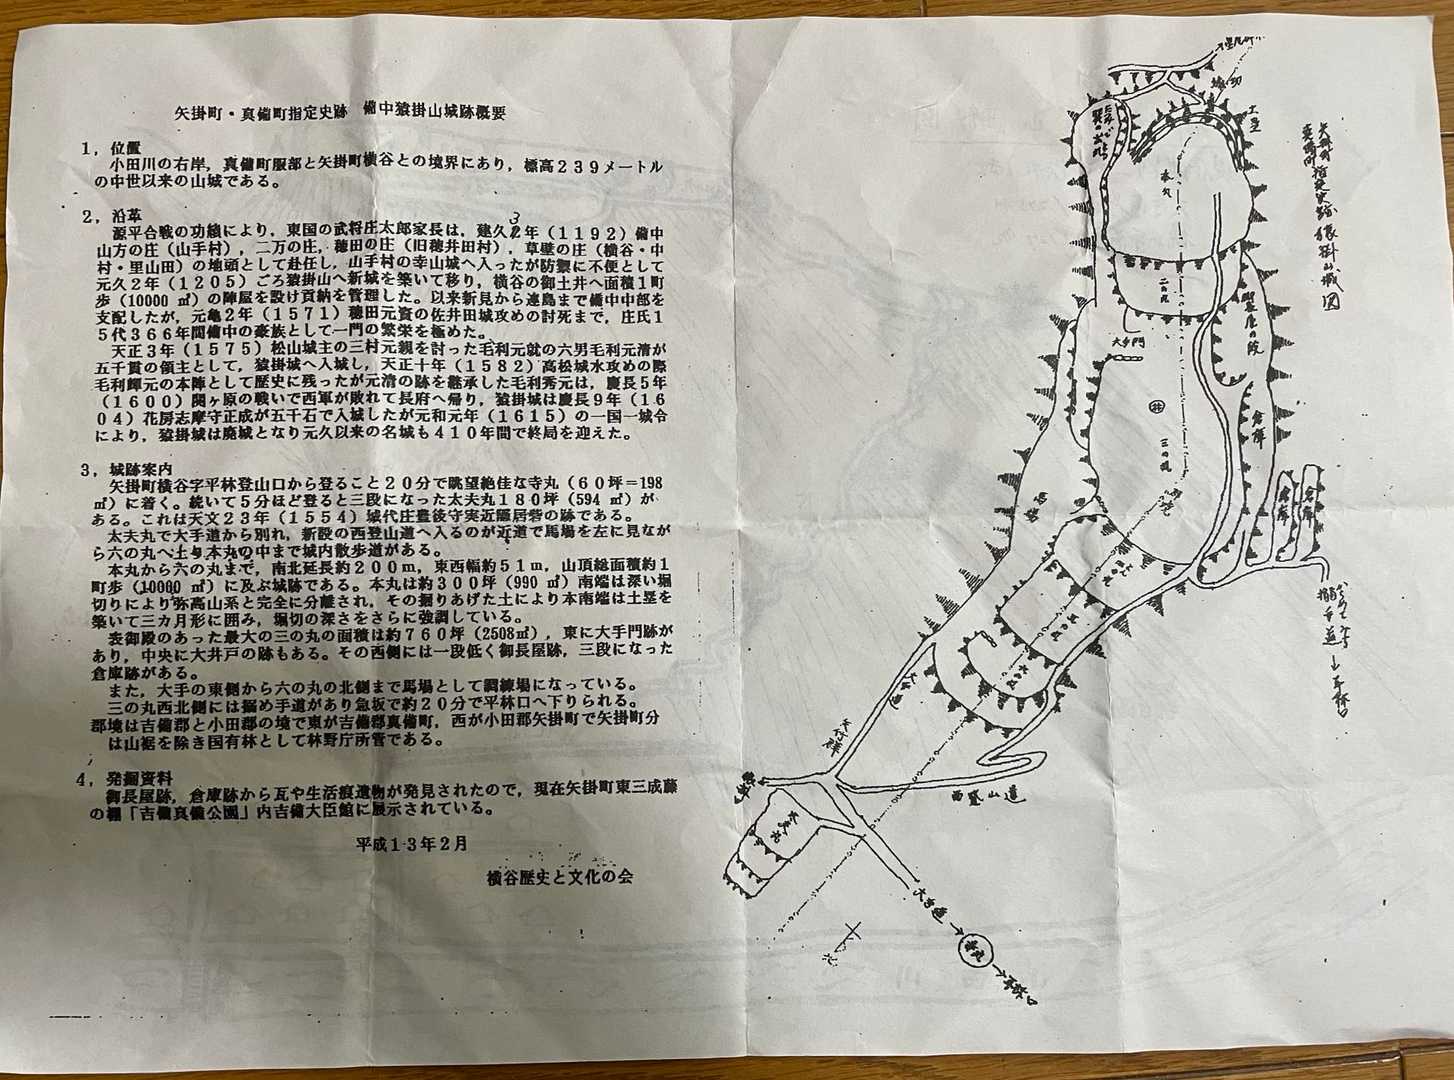 矢掛町・真備町指定史跡 備中猿掛山城跡概要
1,位置
小田川の右岸,真備町服部と矢掛町横谷との境界にあり,標高239メートル
の中世以来の山城である。
2,沿革
3
源平合戦の功績により,東国の武将庄太郎家長は,建久2年(1192)備中
山方の庄(山手村),二万の庄,穂田の庄(旧穂井田村),草壁の庄(横谷・中
村・里山田)の地頭として赴任し,山手村の幸山城へ入ったが防禦に不便として
元久2年(1205)ごろ猿掛山へ新城を築いて移り,横谷の御土井へ面積1町
歩(10000㎡)の陣屋を設け貢納を管理した。以来新見から連島まで備中中部を
支配したが,元亀2年(1571)穂田元資の佐井田城攻めの討死まで,庄氏1
5代366年間備中の豪族として一門の繁栄を極めた。
天正3年(1575)松山城主の三村元親を討った毛利元就の六男毛利元清が
五千貫の領主として,猿掛城へ入城し,天正十年(1582)高松城水攻めの際
毛利輝元の本陣として歴史に残ったが元清の跡を継承した毛利秀元は,慶長5年
(1600)関ヶ原の戦いで西軍が敗れて長府へ帰り,猿掛城は慶長9年(16
04)花房志摩守正成が五千石で入城したが元和元年(1615)の一国一城令
により,猿掛城は廃城となり元久以来の名城も410年間で終局を迎えた。
3,城跡案内
矢掛町横谷字平林登山口から登ること20分で眺望絶佳な寺丸(60坪=198
㎡)に着く。続いて5分ほど登ると三段になった太夫丸180坪(594㎡)が
ある。これは天文23年(1554)城代庄豊後守実近隠居砦の跡である。
太夫丸で大手道から別れ,新設の西登山道へ入るのが近道で馬場を左に見なが
ら六の丸へ土り本丸の中まで城内散歩道がある。
本丸から六の丸まで,南北延長約200m,東西幅約51m,山頂総面積約1
町歩(10000㎡)に及ぶ城跡である。本丸は約300坪(990㎡)南端は深い堀
切りにより弥高山系と完全に分離され,その掘りあげた土により本南端は土塁を
築いて三カ月形に囲み,堀切の深さをさらに強調している。
表御殿のあった最大の三の丸の面積は約760坪(2508㎡),東に大手門跡が
あり,中央に大井戸の跡もある。その西側には一段低く御長屋跡,三段になった
倉庫跡がある。
また,大手の東側から六の丸の北側まで馬場として調練場になっている。
三の丸西北側には搦め手道があり急坂で約20分で平林口へ下りられる。
郡境は吉備郡と小田郡の境で東が吉備郡真備町,西が小田郡矢掛町で矢掛町分
は山裾を除き国有林として林野庁所管である。
4,発掘資料
御長屋跡,倉庫跡から瓦や生活痕遺物が発見されたので,現在矢掛町東三成藤
の棚「吉備真備公園」内吉備大臣館に展示されている。
平成13年2月
横谷歴史と文化の会
矢掛町
真備町
指定史跡 猿掛山城図
堀切
土塁
本丸
二の丸
大手門
御長屋の段
井
三の丸
倉庫
倉庫
倉庫
馬場
よんの丸
五の丸
六の丸
搦手道→平林口
大手道
西登山道
太夫丸
大手道→
寺丸
→平林口
北